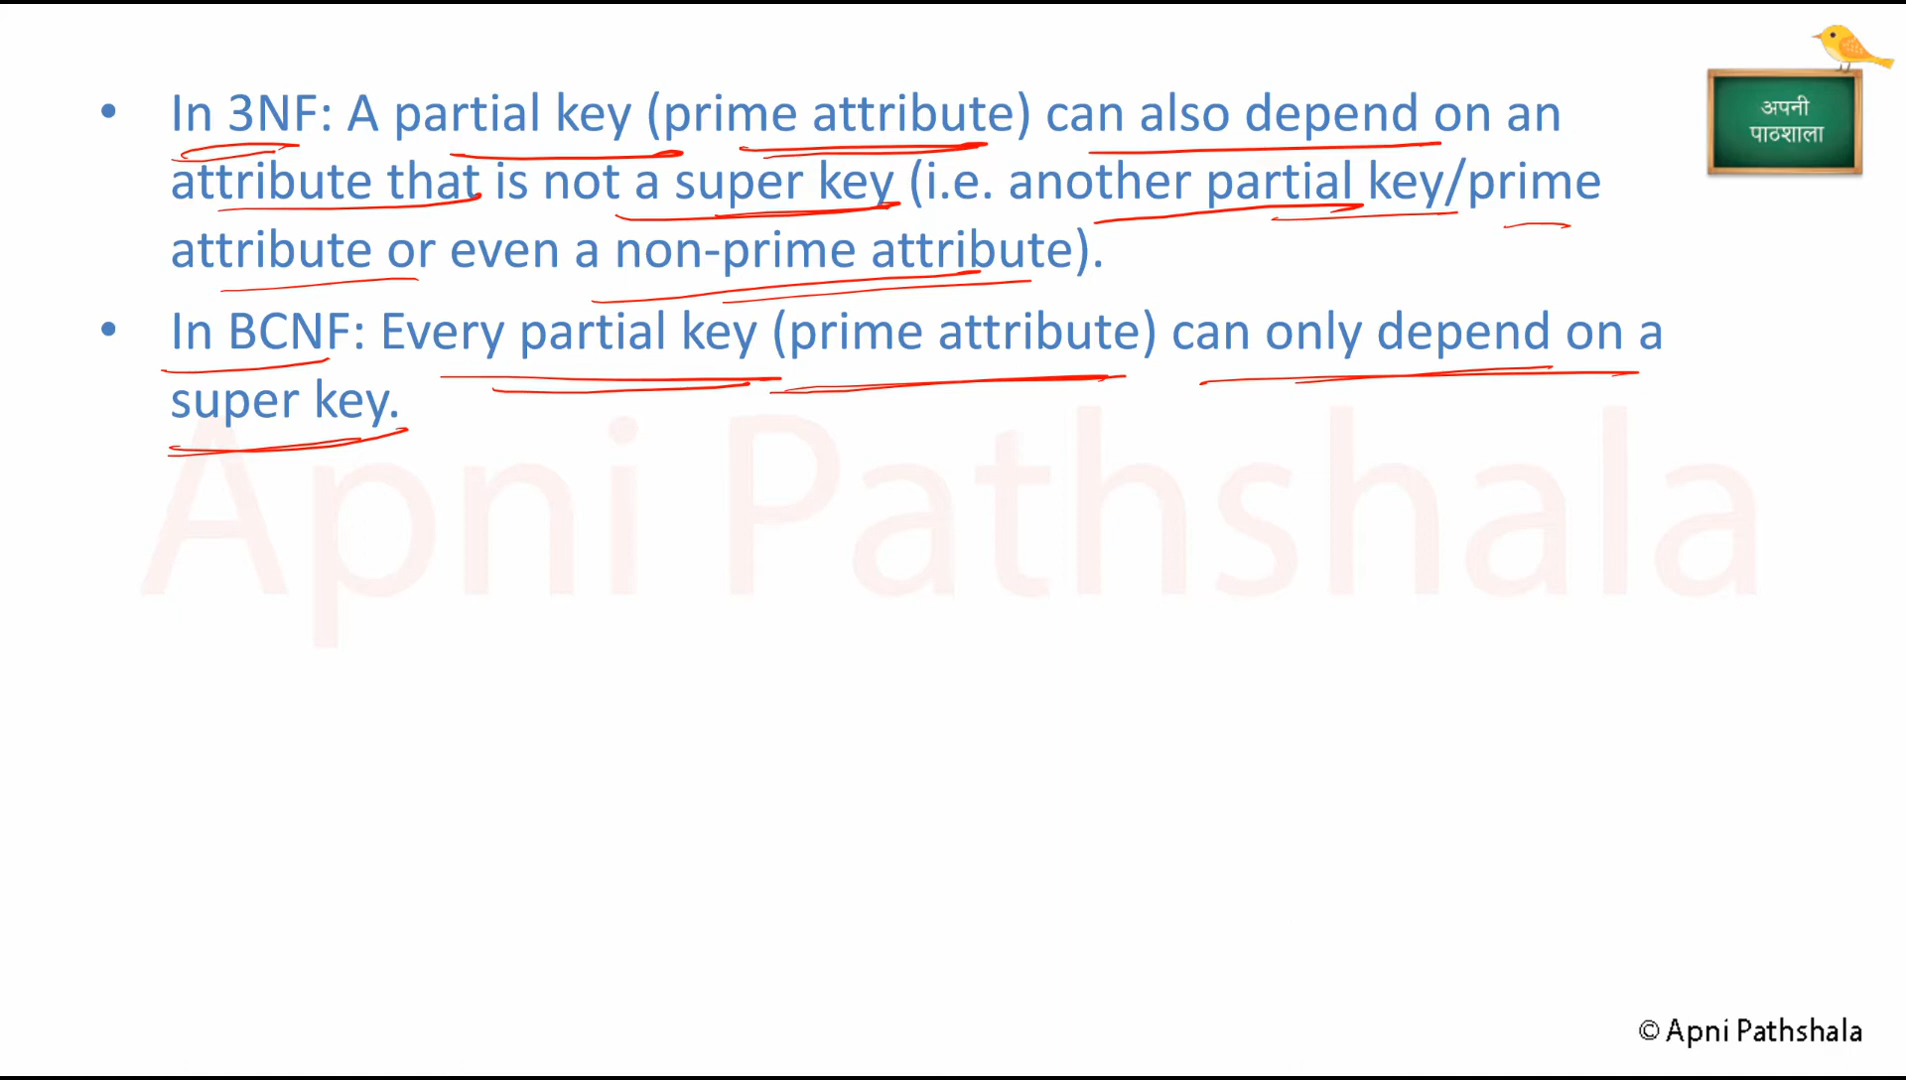 अपनी
पाठशाला
• In 3NF: A partial key (prime attribute) can also depend on an
attribute that is not a super key (i.e. another partial key/prime
attribute or even a non-prime attribute).
• In BCNF: Every partial key (prime attribute) can only depend on a
super key.
Apni Pathshala
© Apni Pathshala